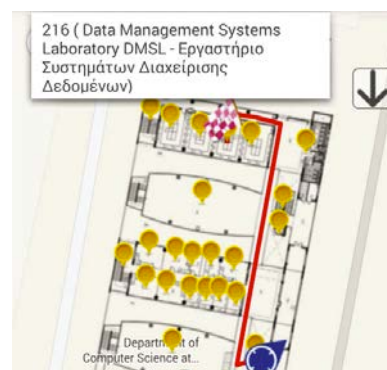 216 ( Data Management Systems
Laboratory DMSL - Εργαστήριο
Συστημάτων Διαχείρισης
Δεδομένων)
Department of
Computer Science at...